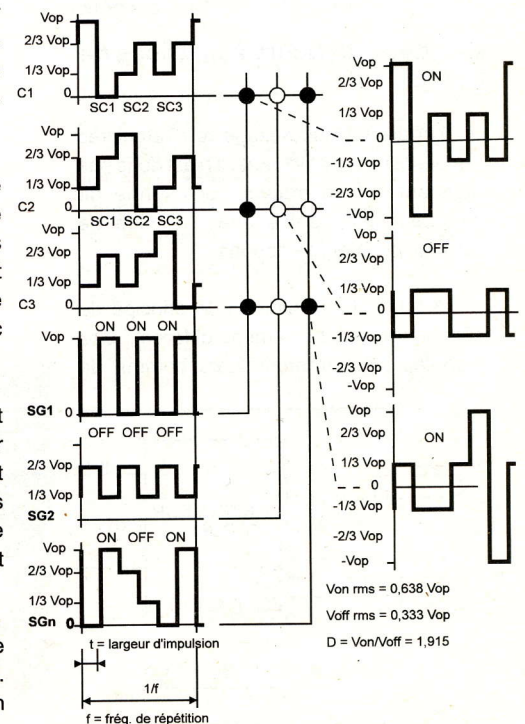 Vop
2/3 Vop
1/3 Vop
C1 0
SC1 SC2 SC3
Vop
2/3 Vop
1/3 Vop
C2 0
SC1 SC2 SC3
Vop
2/3 Vop
1/3 Vop
C3 0
ON ON ON
Vop
SG1 0
OFF OFF OFF
2/3 Vop
1/3 Vop
SG2
ON OFF ON
Vop
2/3 Vop
1/3 Vop
SGn 0
t = largeur d'impulsion
1/f
f = fréq. de répétition
Vop
ON
2/3 Vop
1/3 Vop
0
-1/3 Vop
-2/3 Vop
-Vop
Vop
OFF
2/3 Vop
1/3 Vop
0
-1/3 Vop
-2/3 Vop
-Vop
Vop
ON
2/3 Vop
1/3 Vop
0
-1/3 Vop
-2/3 Vop
-Vop
Von rms = 0,638 Vop
Voff rms = 0,333 Vop
D = Von/Voff = 1,915